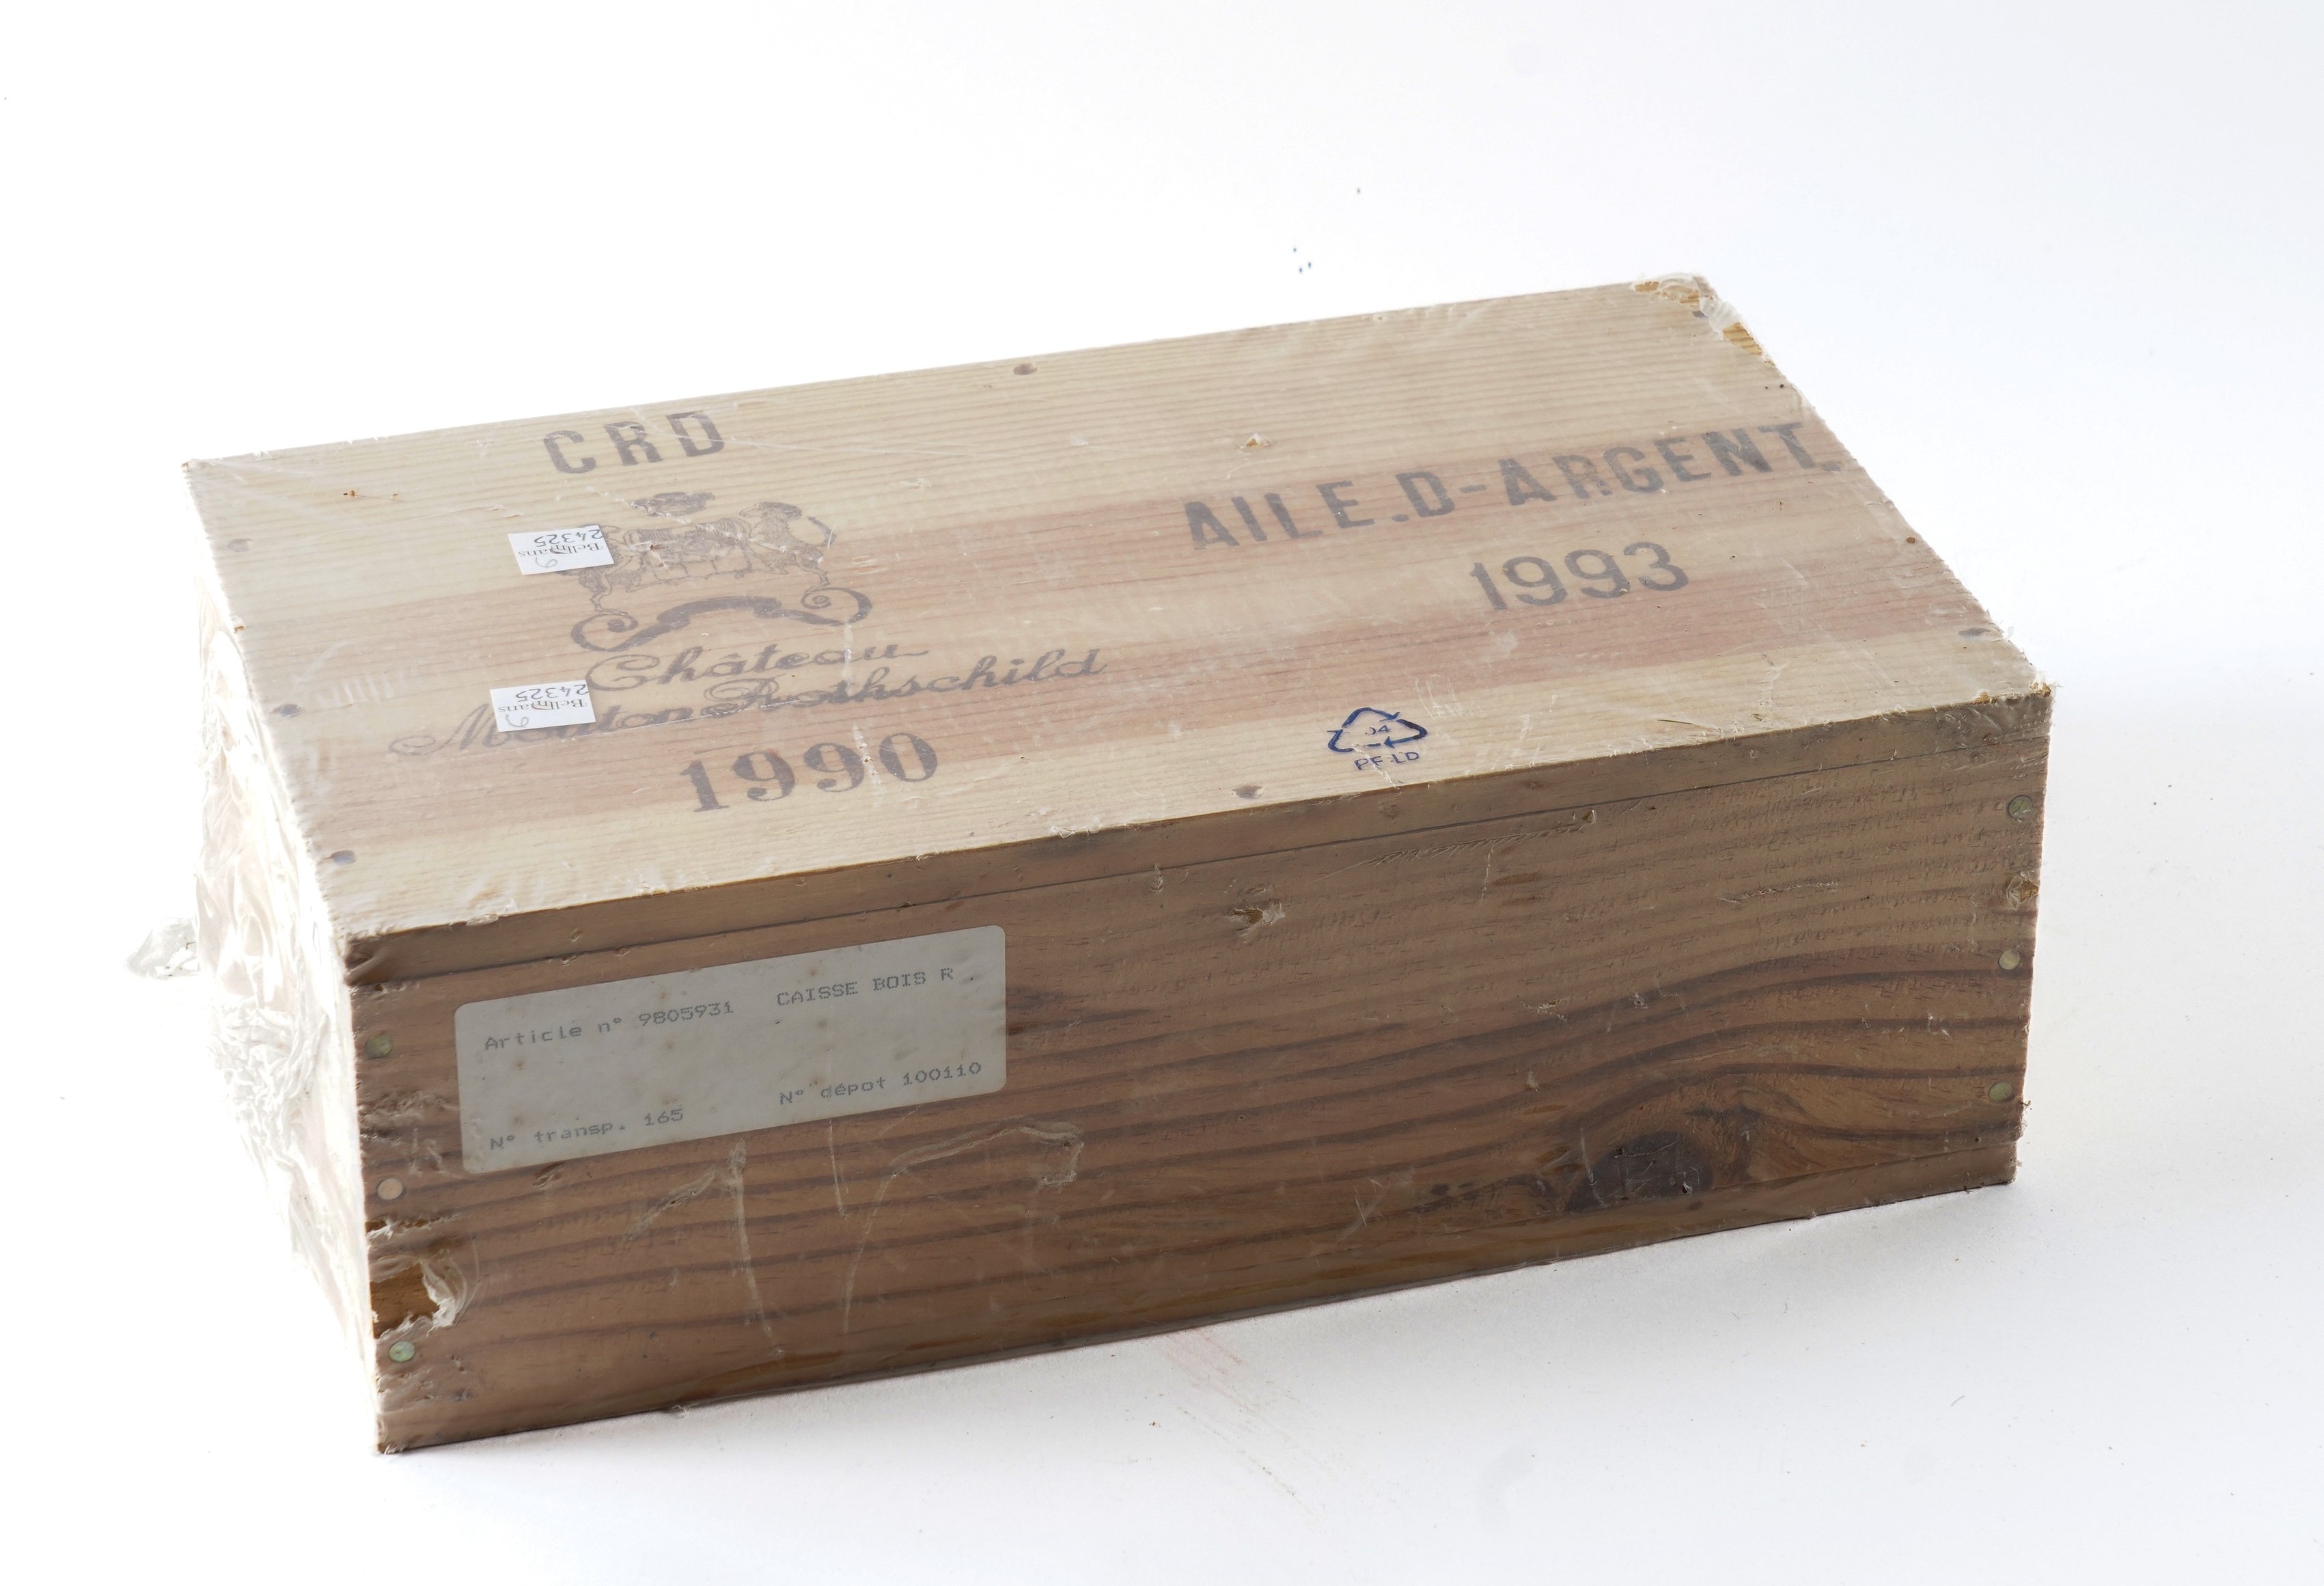 CRD
Bellmans
24325
Château
Mouton Rothschild
Bellmans
24325
1990
AILE.D-ARGENT.
1993
04
PE-LD
Article n° 9805931 CAISSE BOIS R .
N° transp. 165 N° dépot 100110